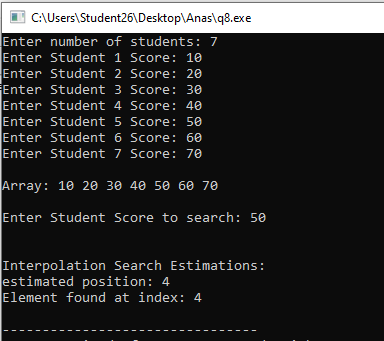 C:\Users\Student26\Desktop\Anas\q8.exe
Enter number of students: 7
Enter Student 1 Score: 10
Enter Student 2 Score: 20
Enter Student 3 Score: 30
Enter Student 4 Score: 40
Enter Student 5 Score: 50
Enter Student 6 Score: 60
Enter Student 7 Score: 70
Array: 10 20 30 40 50 60 70
Enter Student Score to search: 50
Interpolation Search Estimations:
estimated position: 4
Element found at index: 4
--------------------------------